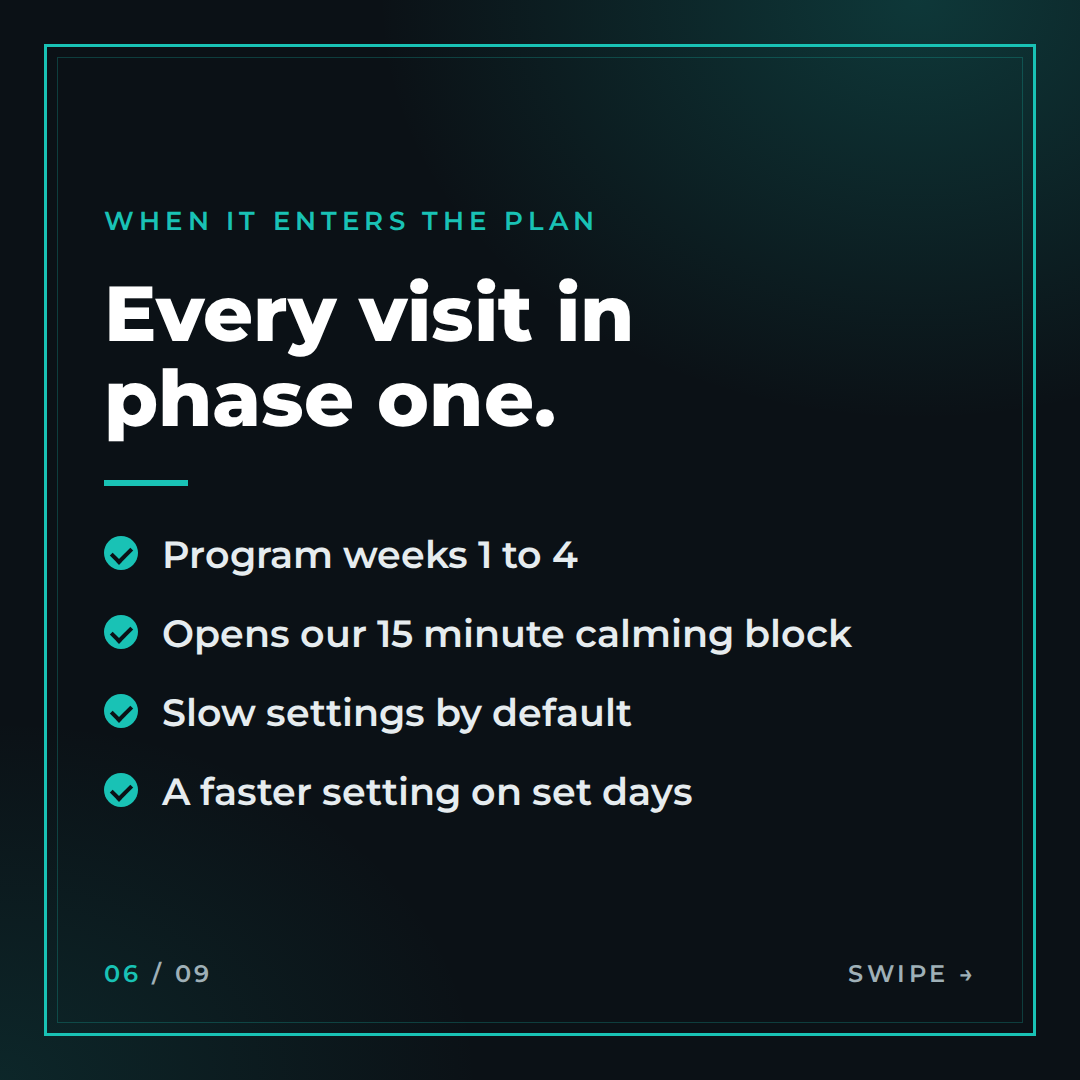 WHEN IT ENTERS THE PLAN
Every visit in
phase one.
Program weeks 1 to 4
Opens our 15 minute calming block
Slow settings by default
A faster setting on set days
06 / 09
SWIPE →